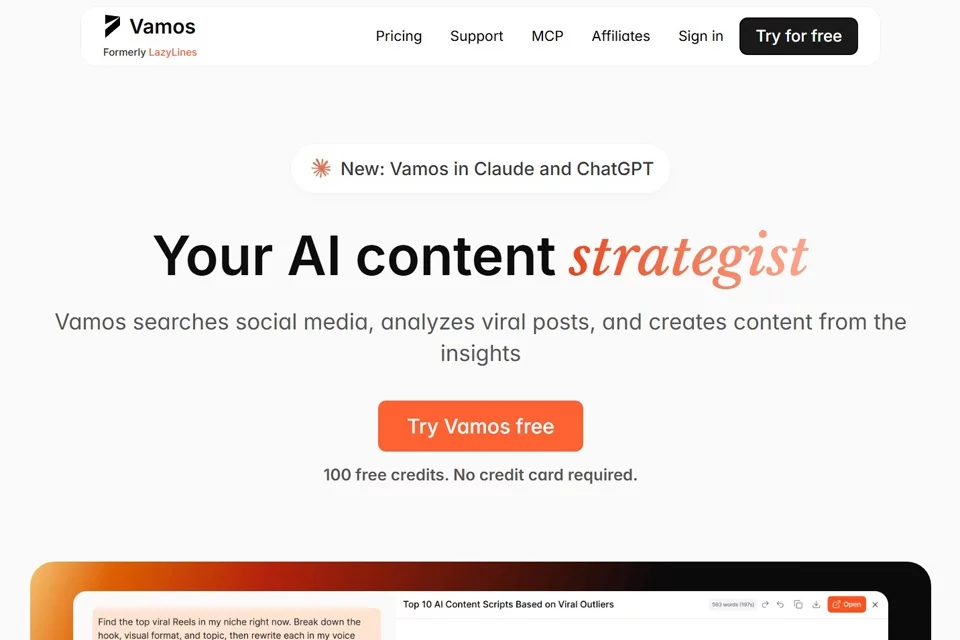 Vamos
Formerly LazyLines
Pricing
Support
MCP
Affiliates
Sign in
Try for free
New: Vamos in Claude and ChatGPT
Your AI content strategist
Vamos searches social media, analyzes viral posts, and creates content from the
insights
Try Vamos free
100 free credits. No credit card required.
Top 10 AI Content Scripts Based on Viral Outliers
583 words (197s)
Open
Find the top viral Reels in my niche right now. Break down the
hook, visual format, and topic, then rewrite each in my voice